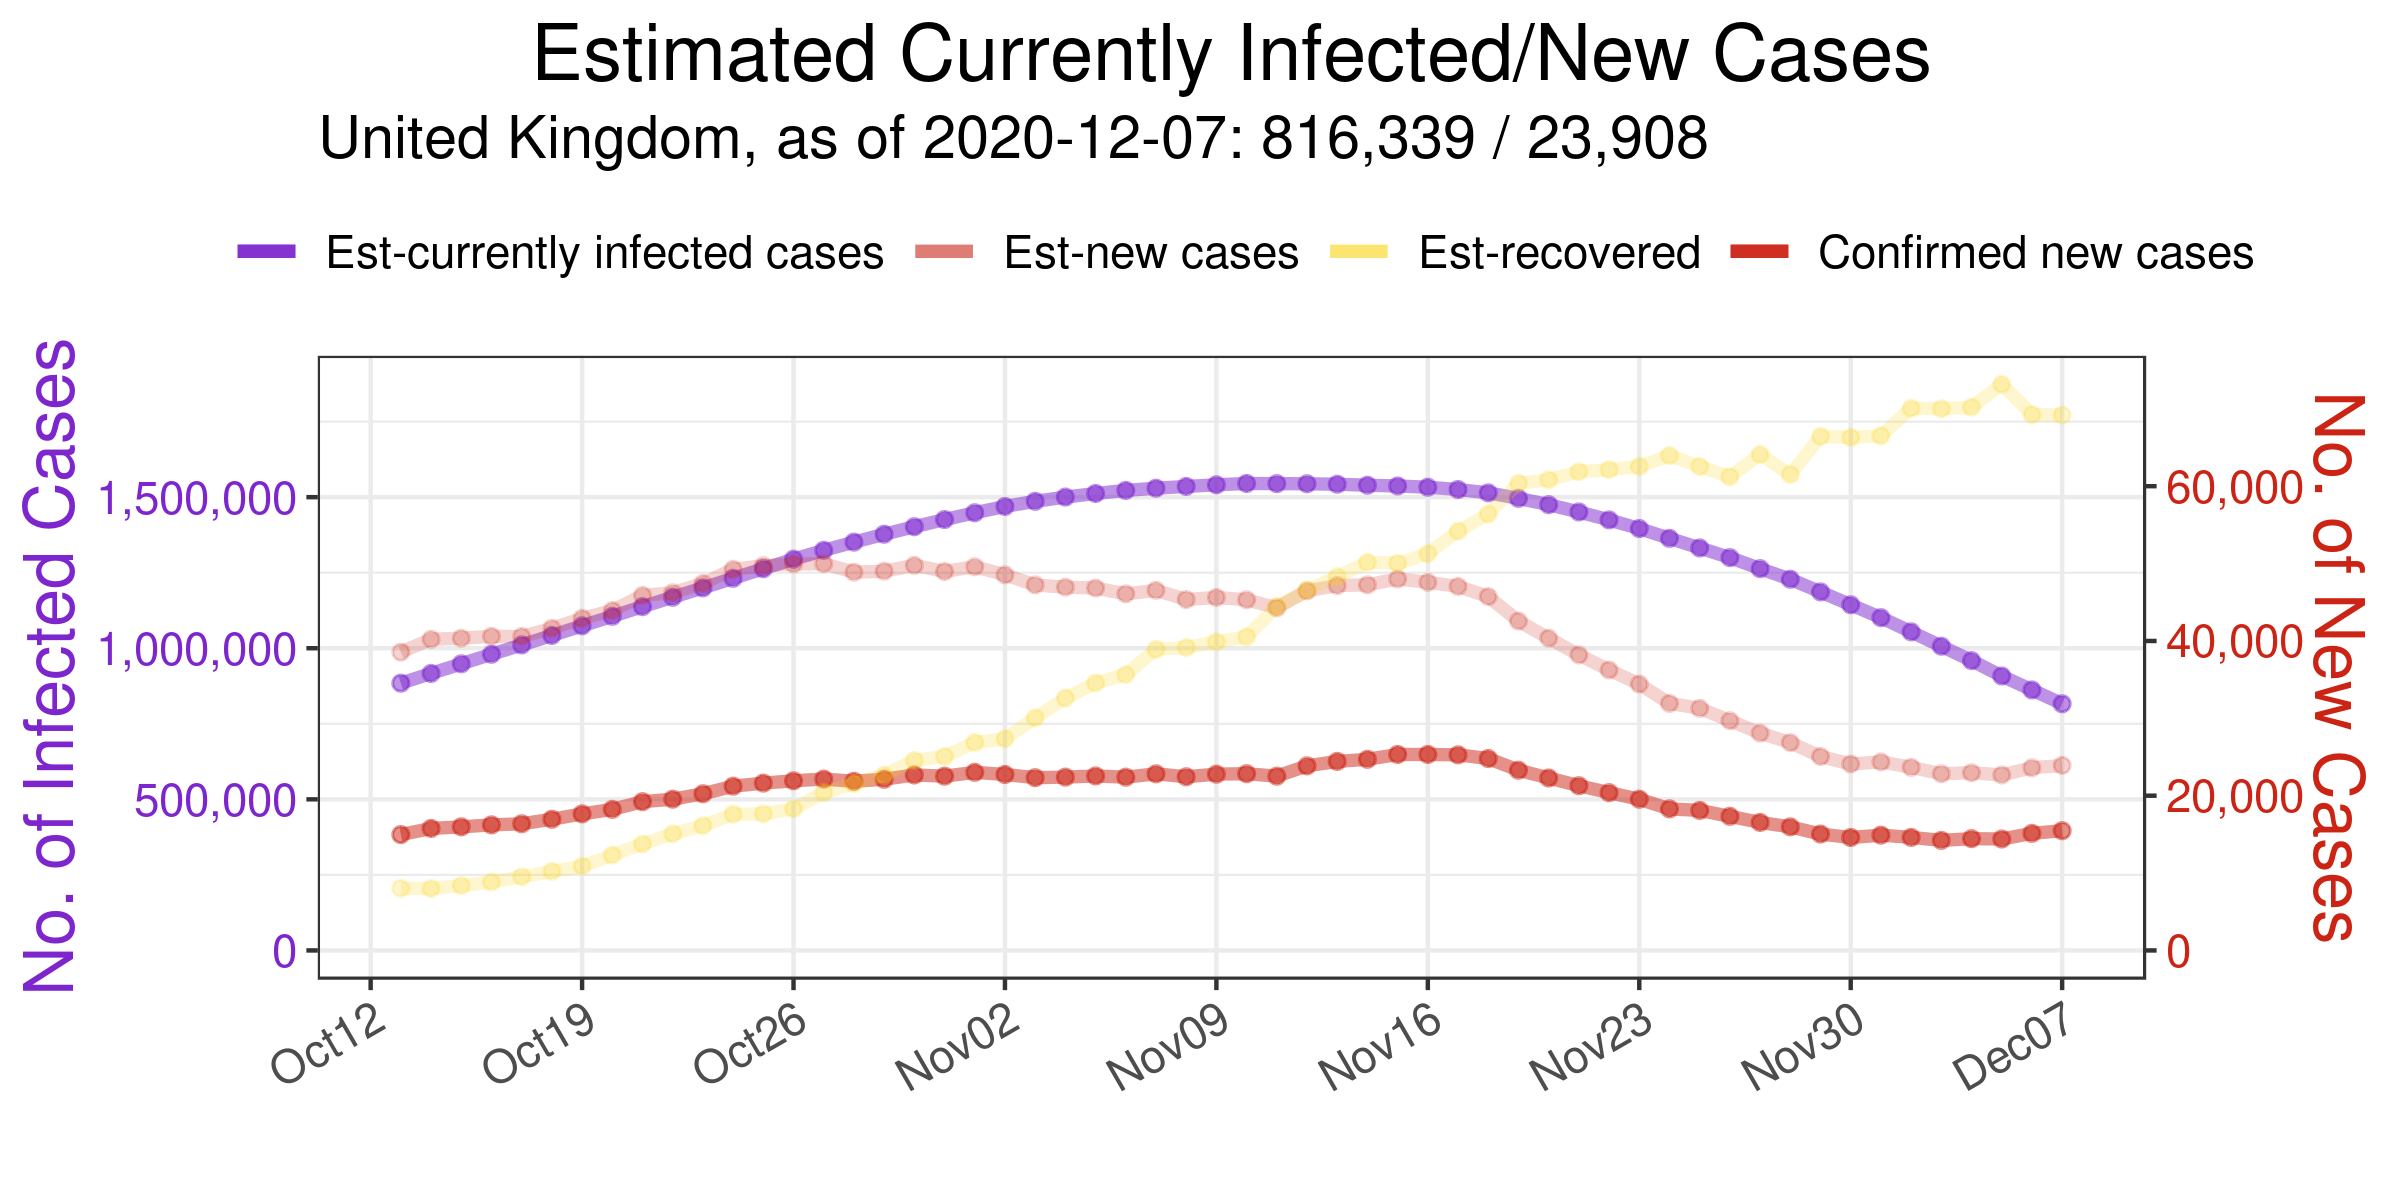 Estimated Currently Infected/New Cases
United Kingdom, as of 2020-12-07: 816,339 / 23,908
Est-currently infected cases Est-new cases Est-recovered Confirmed new cases
No. of Infected Cases
1,500,000
1,000,000
500,000
0
60,000
40,000
20,000
0
No. of New Cases
Oct12 Oct19 Oct26 Nov02 Nov09 Nov16 Nov23 Nov30 Dec07